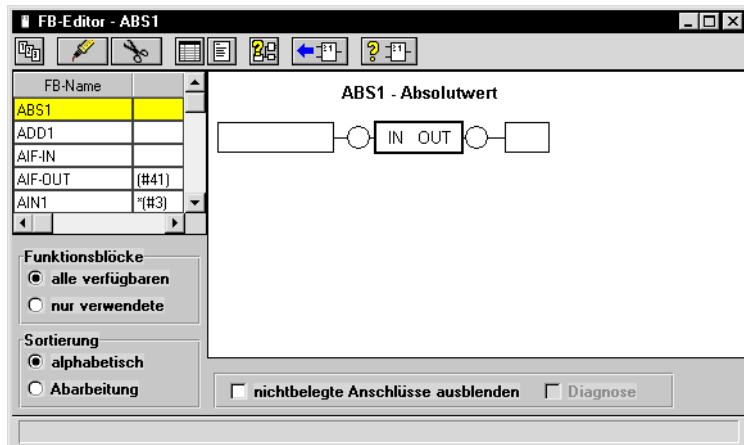 FB-Editor - ABS1
FB-Name
ABS1
ADD1
AIF-IN
AIF-OUT (#41)
AIN1 *(#3)
ABS1 - Absolutwert
IN OUT
Funktionsblöcke
alle verfügbaren
nur verwendete
Sortierung
alphabetisch
Abarbeitung
nichtbelegte Anschlüsse ausblenden
Diagnose